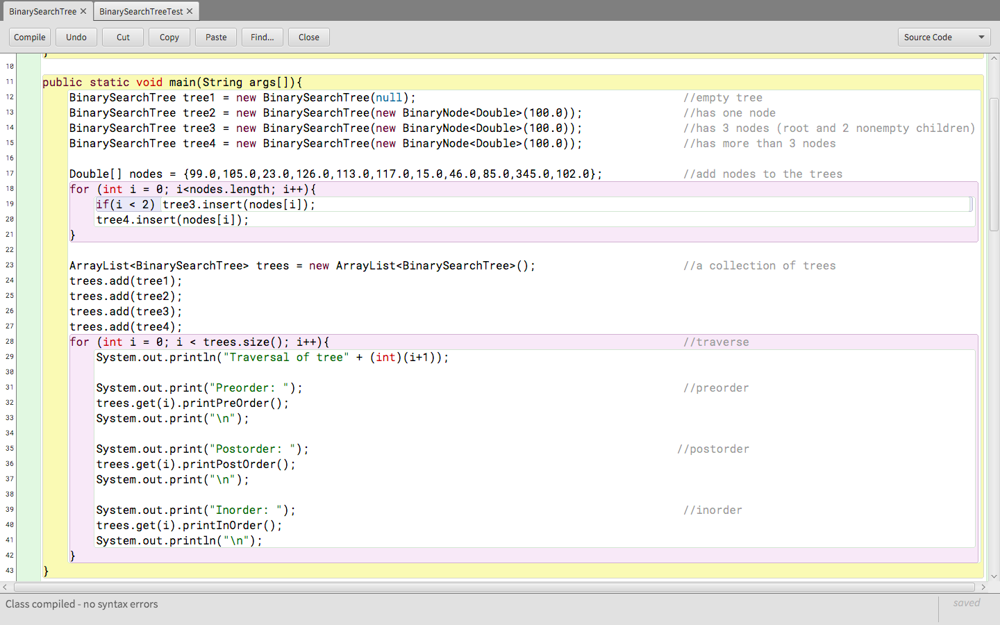 BinarySearchTree ✕ BinarySearchTreeTest ✕
Compile Undo Cut Copy Paste Find... Close Source Code
}
10
11 public static void main(String args[]){
12 BinarySearchTree tree1 = new BinarySearchTree(null); //empty tree
13 BinarySearchTree tree2 = new BinarySearchTree(new BinaryNode<Double>(100.0)); //has one node
14 BinarySearchTree tree3 = new BinarySearchTree(new BinaryNode<Double>(100.0)); //has 3 nodes (root and 2 nonempty children)
15 BinarySearchTree tree4 = new BinarySearchTree(new BinaryNode<Double>(100.0)); //has more than 3 nodes
16
17 Double[] nodes = {99.0,105.0,23.0,126.0,113.0,117.0,15.0,46.0,85.0,345.0,102.0}; //add nodes to the trees
18 for (int i = 0; i<nodes.length; i++){
19 if(i < 2) tree3.insert(nodes[i]);
20 tree4.insert(nodes[i]);
21 }
22
23 ArrayList<BinarySearchTree> trees = new ArrayList<BinarySearchTree>(); //a collection of trees
24 trees.add(tree1);
25 trees.add(tree2);
26 trees.add(tree3);
27 trees.add(tree4);
28 for (int i = 0; i < trees.size(); i++){ //traverse
29 System.out.println("Traversal of tree" + (int)(i+1));
30
31 System.out.print("Preorder: "); //preorder
32 trees.get(i).printPreOrder();
33 System.out.print("\n");
34
35 System.out.print("Postorder: "); //postorder
36 trees.get(i).printPostOrder();
37 System.out.print("\n");
38
39 System.out.print("Inorder: "); //inorder
40 trees.get(i).printInOrder();
41 System.out.println("\n");
42 }
43 }
Class compiled - no syntax errors saved